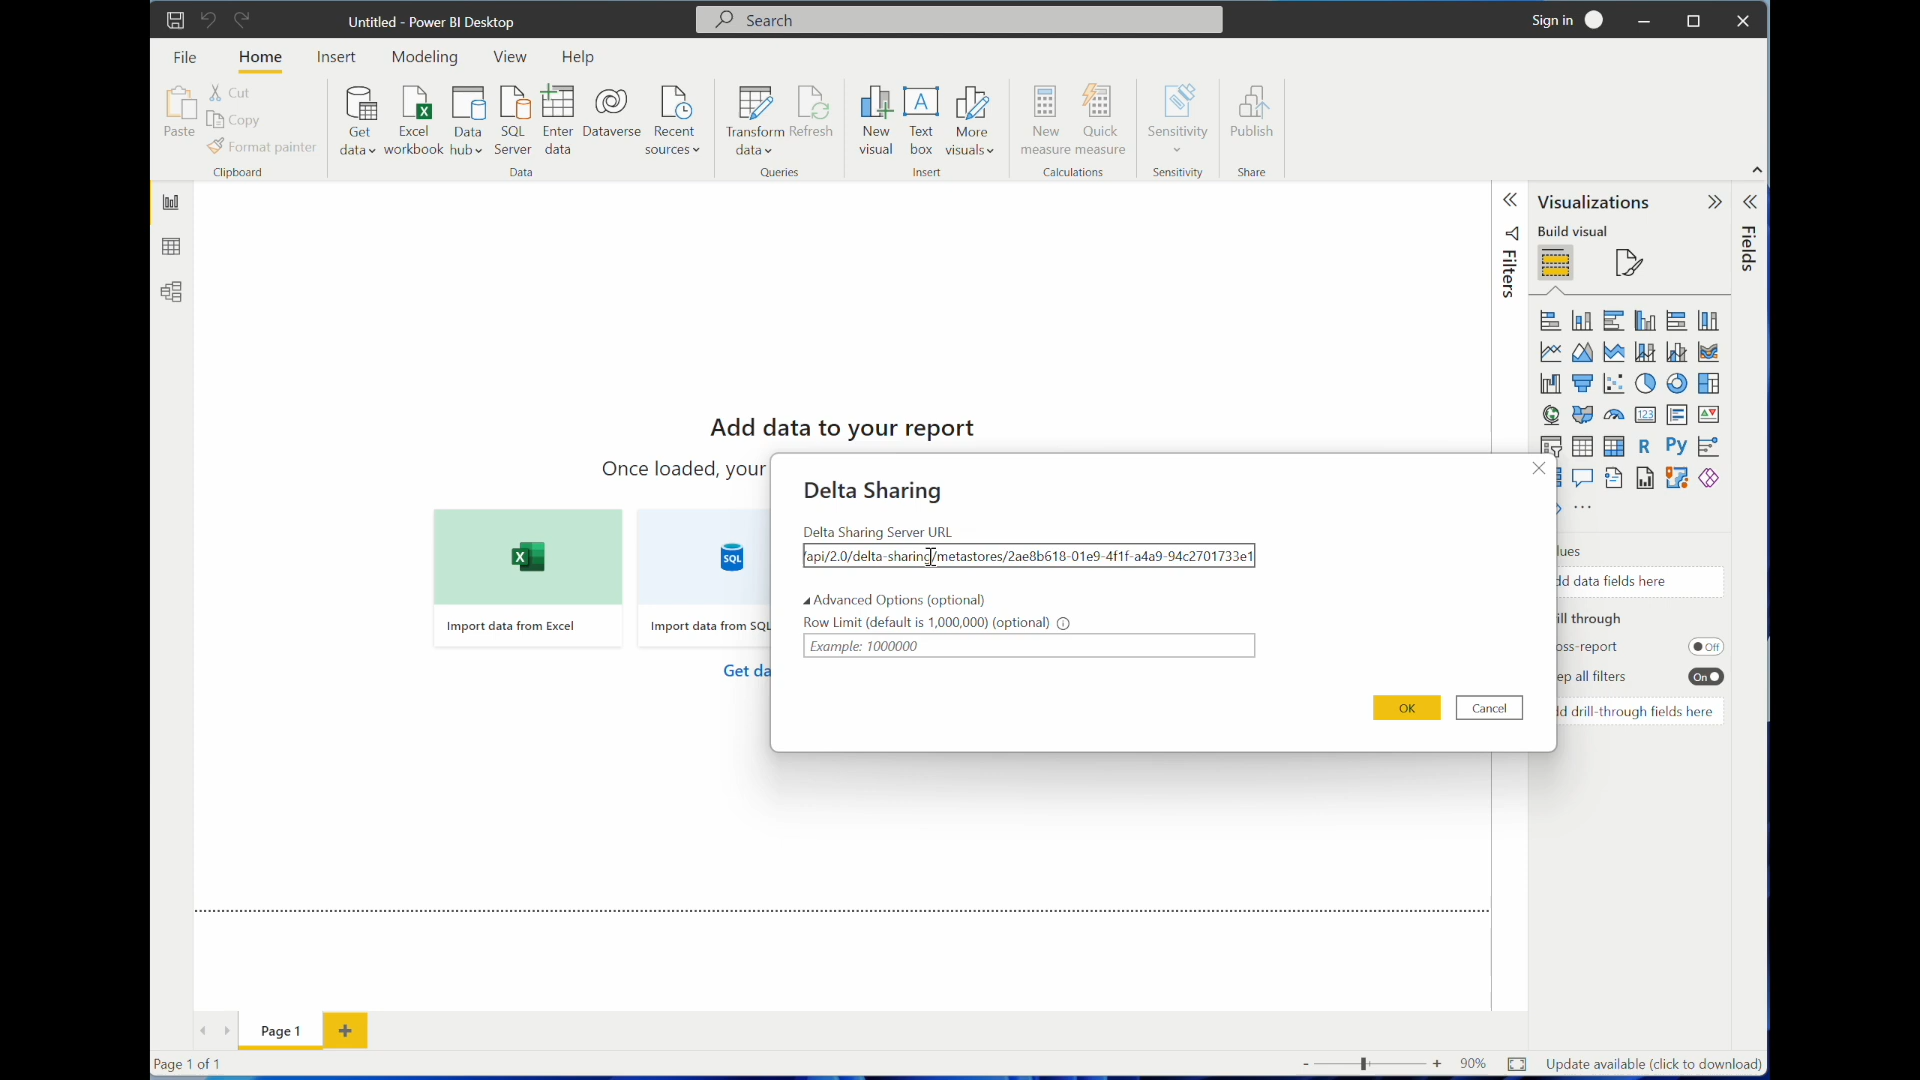 Untitled - Power BI Desktop
Search
Sign in
File Home Insert Modeling View Help
Paste
Cut
Copy
Format painter
Clipboard
Get data
Excel workbook
Data hub
SQL Server
Enter data
Dataverse
Recent sources
Data
Transform data
Refresh
Queries
New visual
Text box
More visuals
Insert
New measure
Quick measure
Calculations
Sensitivity
Sensitivity
Publish
Share
Filters
Visualizations
Build visual
Fields
123
R
Py
Add data to your report
Once loaded, your
SQL
Import data from Excel
Import data from SQL
Get da
Delta Sharing
Delta Sharing Server URL
/api/2.0/delta-sharing/metastores/2ae8b618-01e9-4f1f-a4a9-94c2701733e1
Advanced Options (optional)
Row Limit (default is 1,000,000) (optional)
Example: 1000000
OK
Cancel
lues
dd data fields here
ill through
oss-report
Off
ep all filters
On
dd drill-through fields here
Page 1
Page 1 of 1
- + 90%
Update available (click to download)